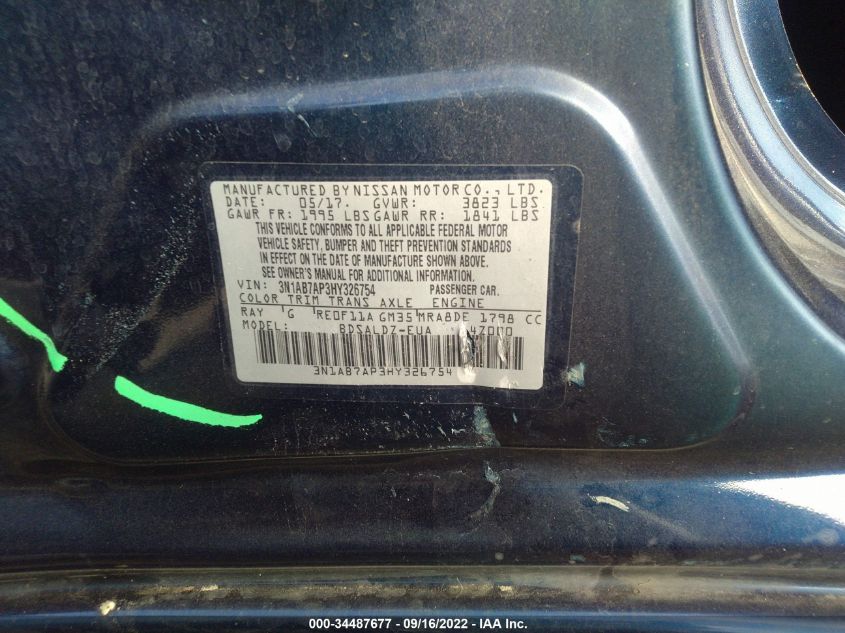 MANUFACTURED BY NISSAN MOTOR CO., LTD.
DATE: 05/17. GVWR: 3823 LBS.
GAWR FR: 1995 LBS GAWR RR: 1841 LBS
THIS VEHICLE CONFORMS TO ALL APPLICABLE FEDERAL MOTOR
VEHICLE SAFETY, BUMPER AND THEFT PREVENTION STANDARDS
IN EFFECT ON THE DATE OF MANUFACTURE SHOWN ABOVE.
SEE OWNER'S MANUAL FOR ADDITIONAL INFORMATION.
VIN: 3N1AB7AP3HY326754 PASSENGER CAR.
COLOR TRIM TRANS AXLE ENGINE
RAY G RE0F11A GM35 MRA8DE 1798 CC
MODEL: BDSALDZ-EUA
3N1AB7AP3HY326754
000-34487677 - 09/16/2022 - IAA Inc.